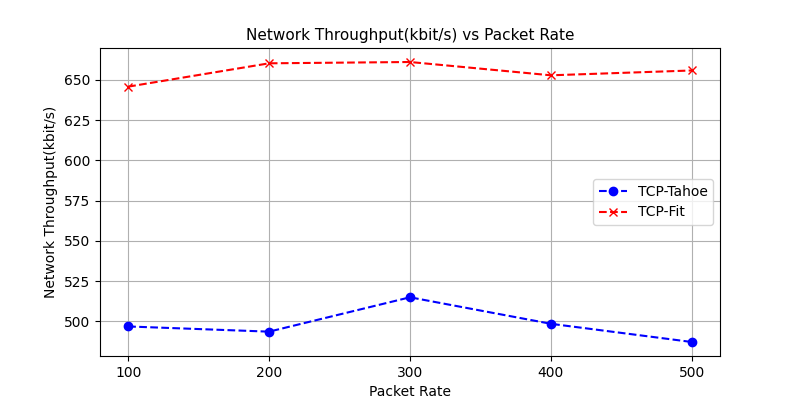 Network Throughput(kbit/s) vs Packet Rate
Network Throughput(kbit/s)
650
625
600
575
550
525
500
TCP-Tahoe
TCP-Fit
100 200 300 400 500
Packet Rate